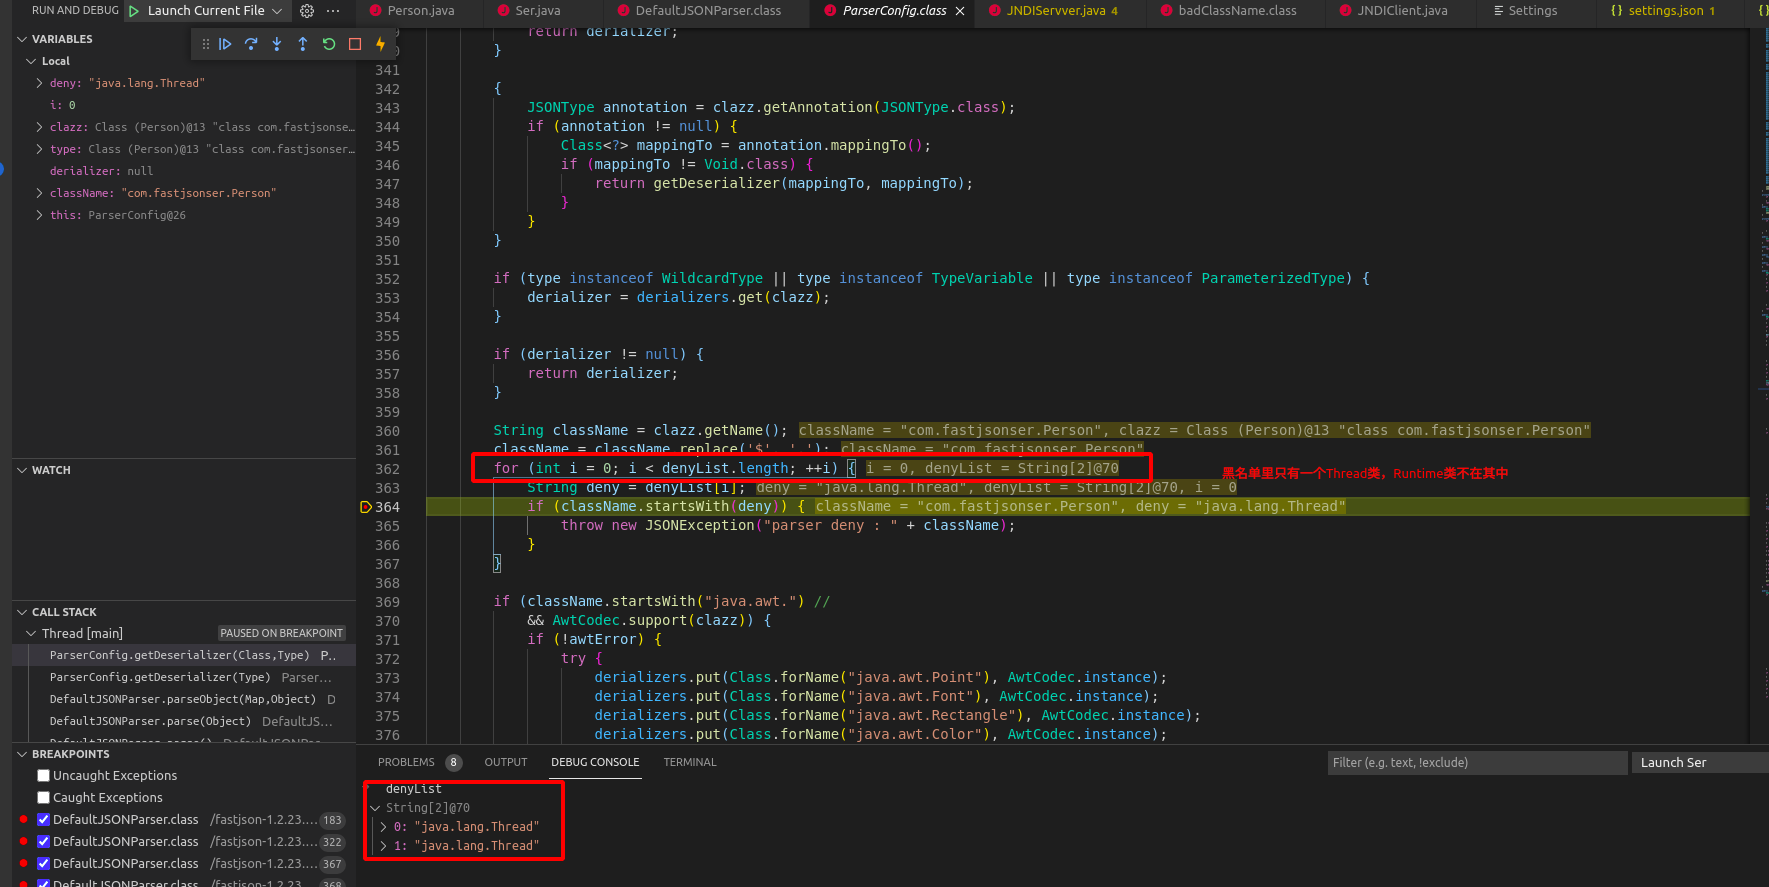 RUN AND DEBUG Launch Current File ···
Person.java Ser.java DefaultJSONParser.class ParserConfig.class JNDIServver.java 4 badClassName.class JNDIClient.java Settings settings.json 1
VARIABLES
Local
deny: "java.lang.Thread"
i: 0
clazz: Class (Person)@13 "class com.fastjsonse…
type: Class (Person)@13 "class com.fastjsonser…
derializer: null
className: "com.fastjsonser.Person"
this: ParserConfig@26
WATCH
CALL STACK
Thread [main] PAUSED ON BREAKPOINT
ParserConfig.getDeserializer(Class,Type) P..
ParserConfig.getDeserializer(Type) Parser…
DefaultJSONParser.parseObject(Map,Object) D
DefaultJSONParser.parse(Object) DefaultJS…
BREAKPOINTS
Uncaught Exceptions
Caught Exceptions
DefaultJSONParser.class /fastjson-1.2.23.… 183
DefaultJSONParser.class /fastjson-1.2.23.… 322
DefaultJSONParser.class /fastjson-1.2.23.… 367
DefaultJSONParser.class /fastjson-1.2.23 368
return derializer;
}
341
342 {
343 JSONType annotation = clazz.getAnnotation(JSONType.class);
344 if (annotation != null) {
345 Class<?> mappingTo = annotation.mappingTo();
346 if (mappingTo != Void.class) {
347 return getDeserializer(mappingTo, mappingTo);
348 }
349 }
350 }
351
352 if (type instanceof WildcardType || type instanceof TypeVariable || type instanceof ParameterizedType) {
353 derializer = derializers.get(clazz);
354 }
355
356 if (derializer != null) {
357 return derializer;
358 }
359
360 String className = clazz.getName(); className = "com.fastjsonser.Person", clazz = Class (Person)@13 "class com.fastjsonser.Person"
361 className = className.replace('$', '.'); className = "com.fastjsonser.Person"
362 for (int i = 0; i < denyList.length; ++i) { i = 0, denyList = String[2]@70
黑名单里只有一个Thread类，Runtime类不在其中
363 String deny = denyList[i]; deny = "java.lang.Thread", denyList = String[2]@70, i = 0
364 if (className.startsWith(deny)) { className = "com.fastjsonser.Person", deny = "java.lang.Thread"
365 throw new JSONException("parser deny : " + className);
366 }
367 }
368
369 if (className.startsWith("java.awt.") //
370 && AwtCodec.support(clazz)) {
371 if (!awtError) {
372 try {
373 derializers.put(Class.forName("java.awt.Point"), AwtCodec.instance);
374 derializers.put(Class.forName("java.awt.Font"), AwtCodec.instance);
375 derializers.put(Class.forName("java.awt.Rectangle"), AwtCodec.instance);
376 derializers.put(Class.forName("java.awt.Color"), AwtCodec.instance);
PROBLEMS 8 OUTPUT DEBUG CONSOLE TERMINAL Filter (e.g. text, !exclude) Launch Ser
denyList
String[2]@70
0: "java.lang.Thread"
1: "java.lang.Thread"